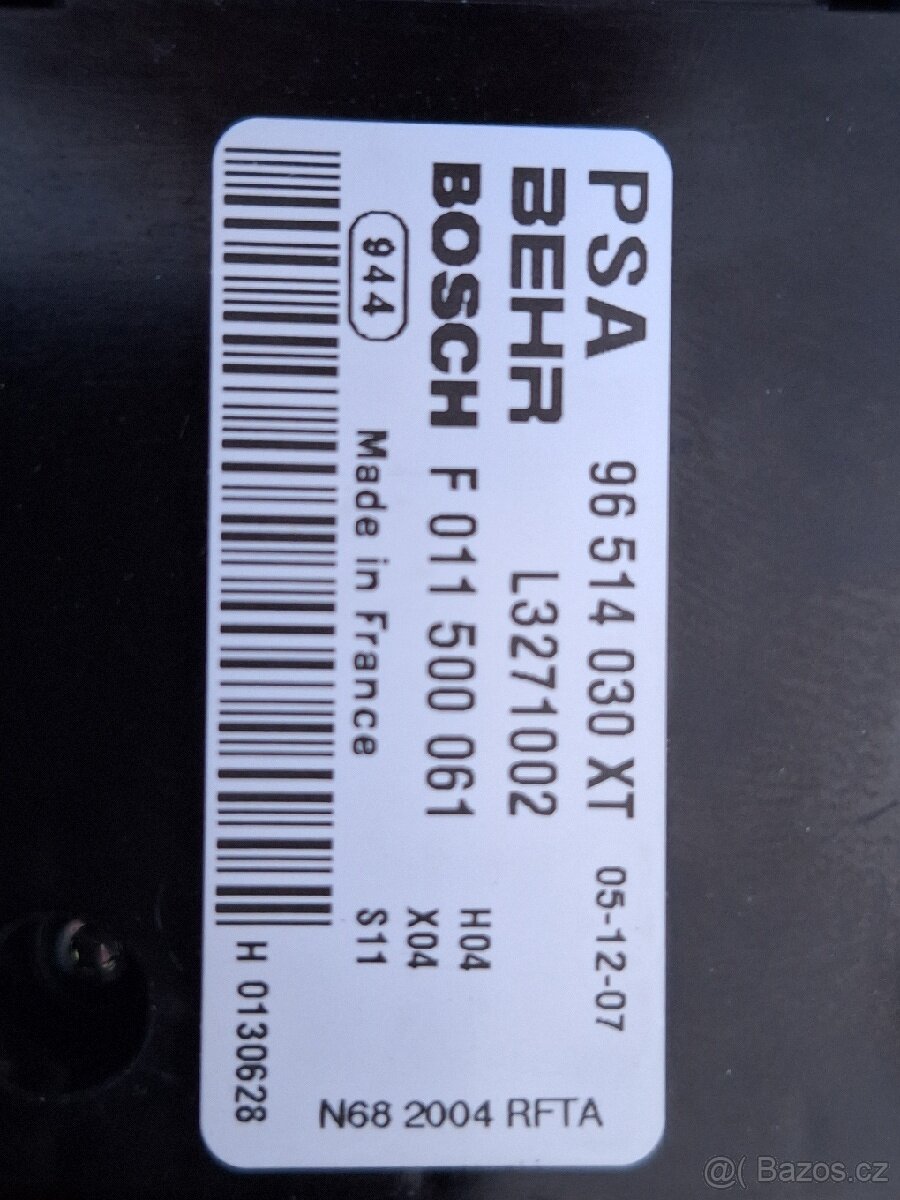 PSA 96 514 030 XT 05-12-07
BEHR L3271002
BOSCH F 011 500 061 H04
X04
944 Made in France S11
H 0130628
N68 2004 RFTA
@( Bazos.cz